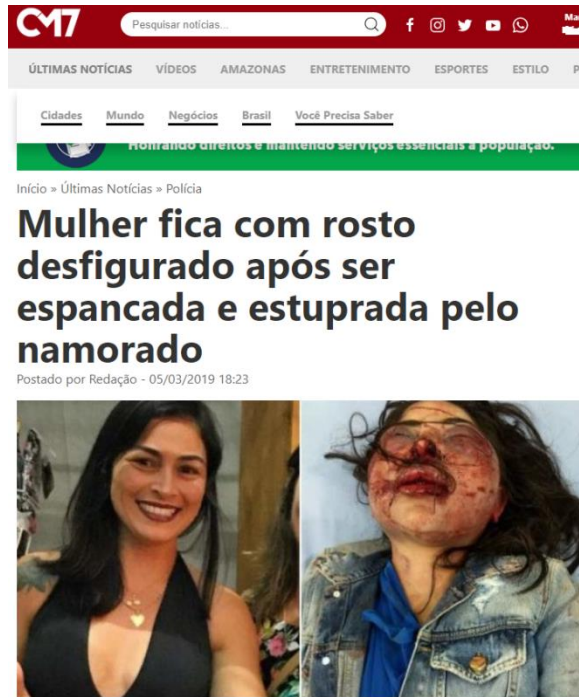 CM7
Pesquisar notícias...
Ma
ÚLTIMAS NOTÍCIAS VÍDEOS AMAZONAS ENTRETENIMENTO ESPORTES ESTILO P
Cidades Mundo Negócios Brasil Você Precisa Saber
Honrando direitos e mantendo serviços essenciais à população.
Início » Últimas Notícias » Polícia
Mulher fica com rosto
desfigurado após ser
espancada e estuprada pelo
namorado
Postado por Redação - 05/03/2019 18:23